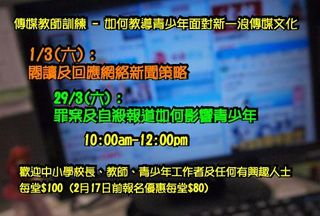 傳媒教師訓練 - 如何教導青少年面對新一浪傳媒文化
1/3(六):
閱讀及回應網絡新聞策略
29/3(六):
罪案及自殺報道如何影響青少年
10:00am-12:00pm
歡迎中小學校長、教師、青少年工作者及任何有興趣人士
每堂$100 (2月17日前報名優惠每堂$80)